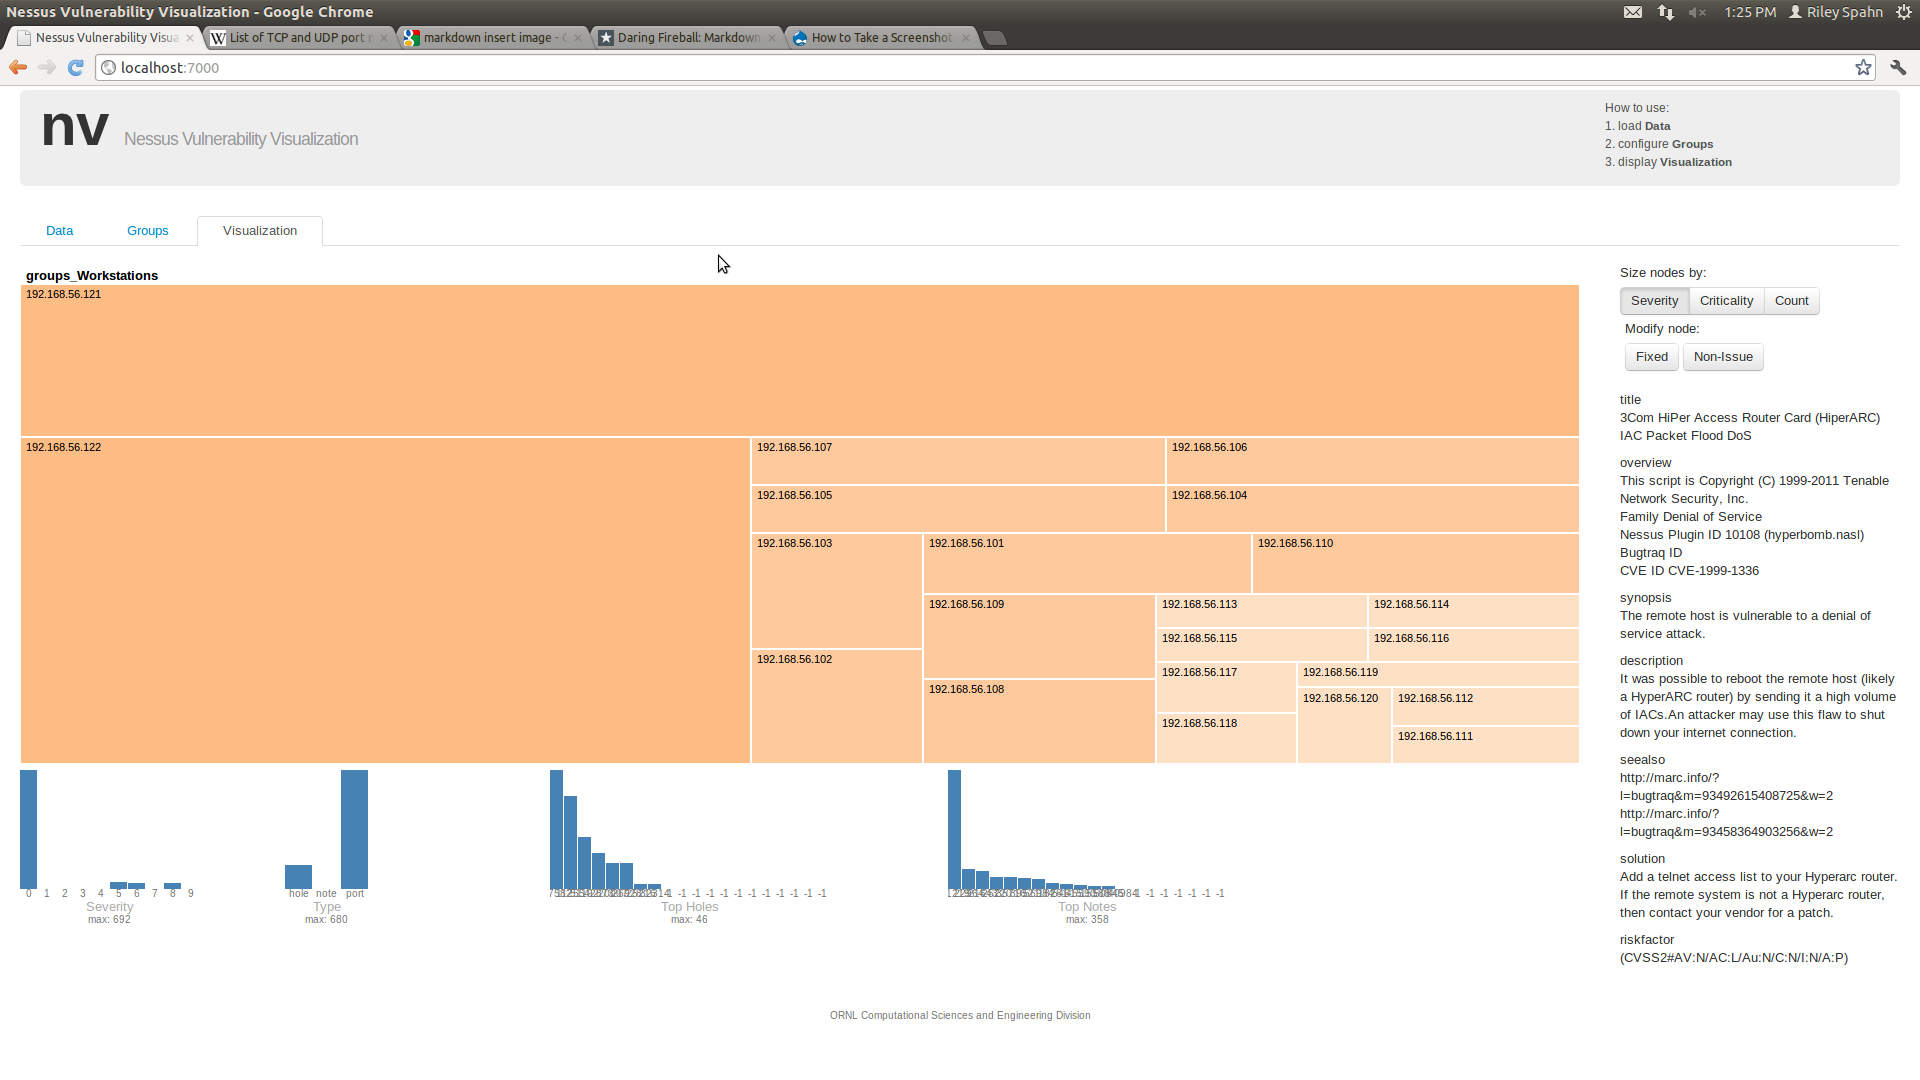 Nessus Vulnerability Visualization - Google Chrome
1:25 PM Riley Spahn
Nessus Vulnerability Visua
List of TCP and UDP port
markdown insert image -
Daring Fireball: Markdown
How to Take a Screenshot
localhost:7000
nv Nessus Vulnerability Visualization
How to use:
1. load Data
2. configure Groups
3. display Visualization
Data Groups Visualization
groups_Workstations
192.168.56.121
192.168.56.122
192.168.56.107
192.168.56.106
192.168.56.105
192.168.56.104
192.168.56.103
192.168.56.101
192.168.56.110
192.168.56.109
192.168.56.113
192.168.56.114
192.168.56.115
192.168.56.116
192.168.56.102
192.168.56.117
192.168.56.119
192.168.56.108
192.168.56.120
192.168.56.112
192.168.56.118
192.168.56.111
0 1 2 3 4 5 6 7 8 9
Severity
max: 692
hole note port
Type
max: 680
-1 -1 -1 -1 -1 -1 -1 -1 -1 -1 -1
Top Holes
max: 46
-1 -1 -1 -1 -1 -1
Top Notes
max: 358
Size nodes by:
Severity Criticality Count
Modify node:
Fixed Non-Issue
title
3Com HiPer Access Router Card (HiperARC)
IAC Packet Flood DoS
overview
This script is Copyright (C) 1999-2011 Tenable
Network Security, Inc.
Family Denial of Service
Nessus Plugin ID 10108 (hyperbomb.nasl)
Bugtraq ID
CVE ID CVE-1999-1336
synopsis
The remote host is vulnerable to a denial of
service attack.
description
It was possible to reboot the remote host (likely
a HyperARC router) by sending it a high volume
of IACs.An attacker may use this flaw to shut
down your internet connection.
seealso
http://marc.info/?
l=bugtraq&m=93492615408725&w=2
http://marc.info/?
l=bugtraq&m=93458364903256&w=2
solution
Add a telnet access list to your Hyperarc router.
If the remote system is not a Hyperarc router,
then contact your vendor for a patch.
riskfactor
(CVSS2#AV:N/AC:L/Au:N/C:N/I:N/A:P)
ORNL Computational Sciences and Engineering Division